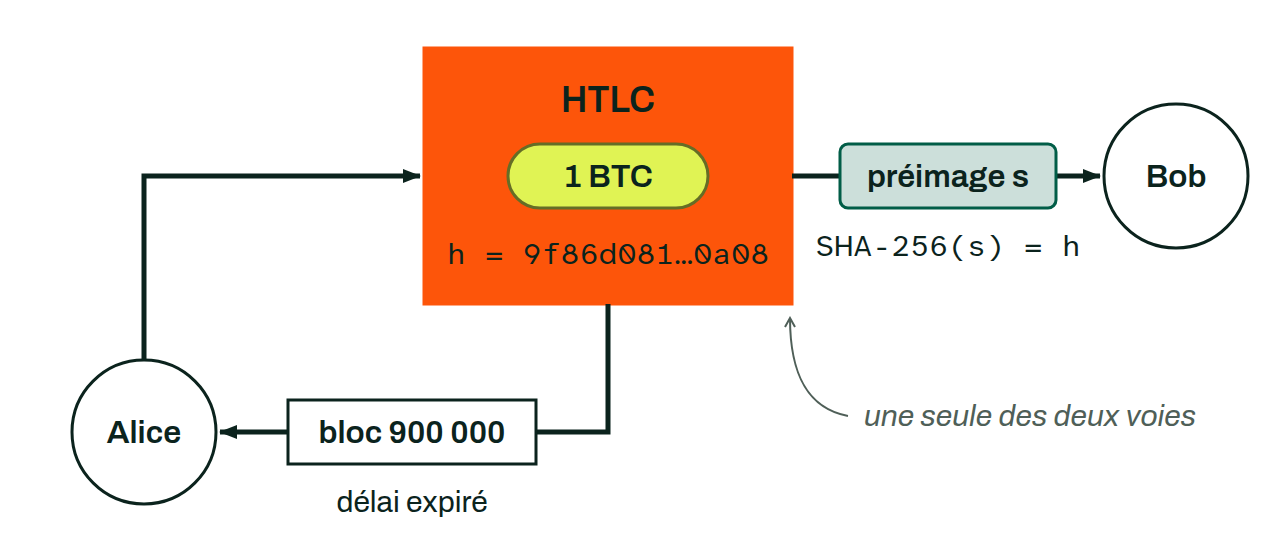 HTLC
1 BTC
h = 9f86d081…0a08
préimage s
SHA-256(s) = h
Bob
Alice
bloc 900 000
délai expiré
une seule des deux voies